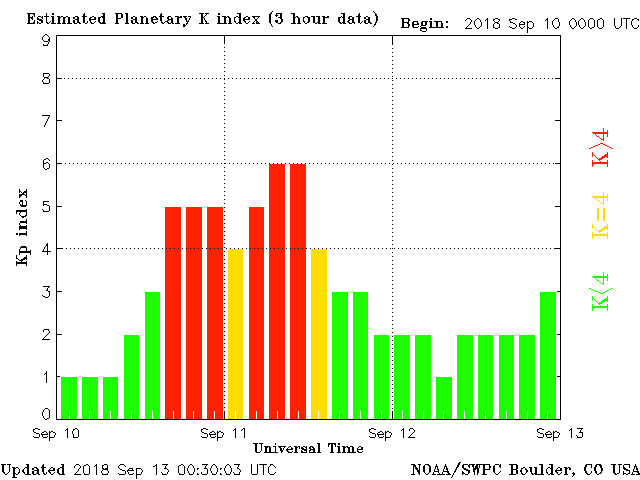 Estimated Planetary K index (3 hour data)
Begin: 2018 Sep 10 0000 UTC
9
8
7
6
5
4
3
2
1
0
Kp index
K>4
K=4
K<4
Sep 10 Sep 11 Sep 12 Sep 13
Universal Time
Updated 2018 Sep 13 00:30:03 UTC
NOAA/SWPC Boulder, CO USA